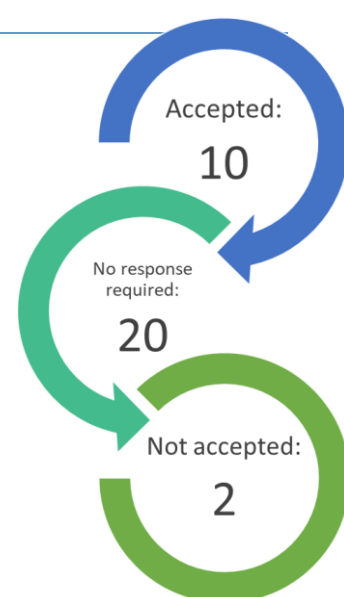 Accepted:
10
No response
required:
20
Not accepted:
2